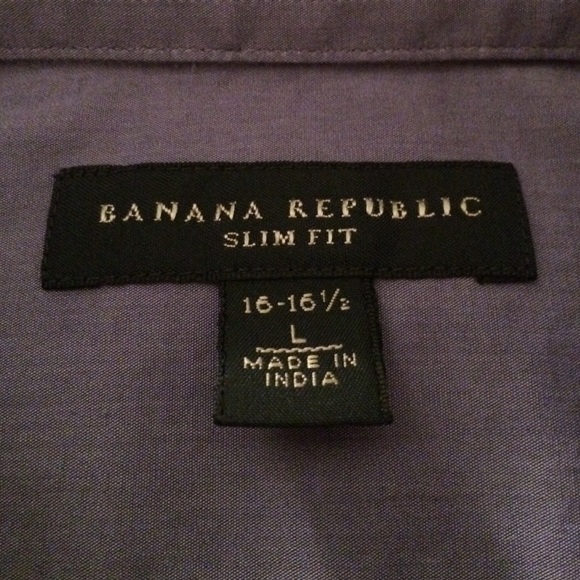 BANANA REPUBLIC
SLIM FIT
16-16½
L
MADE IN
INDIA